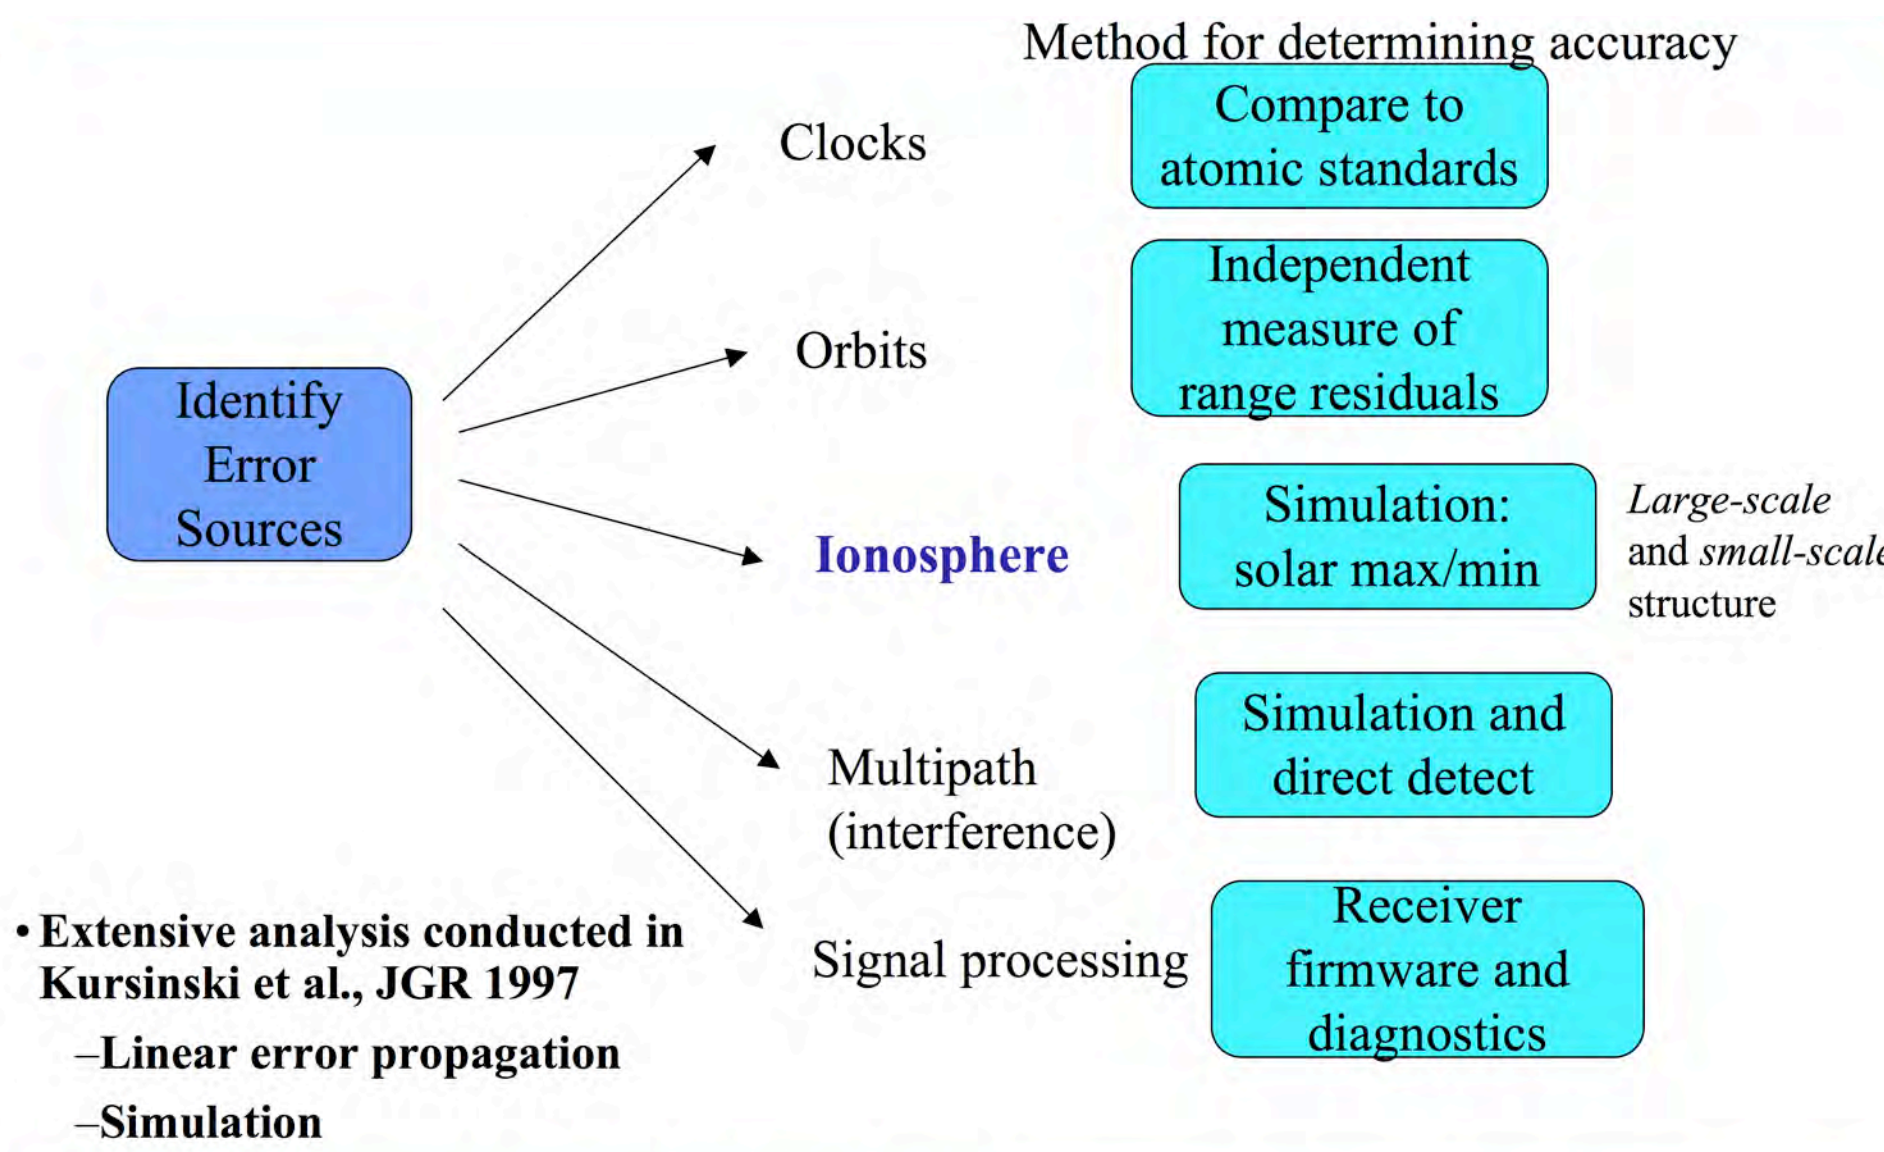 Method for determining accuracy
Clocks
Compare to
atomic standards
Orbits
Independent
measure of
range residuals
Identify
Error
Sources
Ionosphere
Simulation:
solar max/min
Large-scale
and small-scale
structure
Multipath
(interference)
Simulation and
direct detect
Signal processing
Receiver
firmware and
diagnostics
• Extensive analysis conducted in
Kursinski et al., JGR 1997
–Linear error propagation
–Simulation